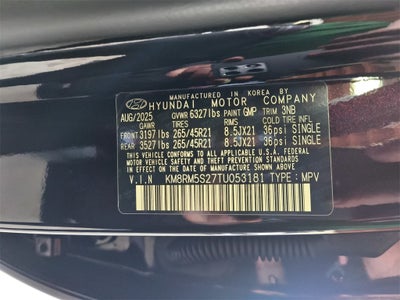 MANUFACTURED IN KOREA BY
HYUNDAI MOTOR COMPANY
AUG/2025 GVWR 6327lbs PAINT GMP TRIM 3NB
GAWR TIRES RIMS COLD TIRE INFL
FRONT 3197lbs 265/45R21 8.5JX21 36psi SINGLE
REAR 3527lbs 265/45R21 8.5JX21 36psi SINGLE
THIS VEHICLE CONFORMS TO ALL
APPLICABLE U.S.A. FEDERAL MOTOR VEHICLE
SAFETY AND THEFT PREVENTION STANDARDS
IN EFFECT ON THE DATE OF MANUFACTURE
SHOWN ABOVE.
V.I.N KM8RM5S27TU053181 TYPE: MPV